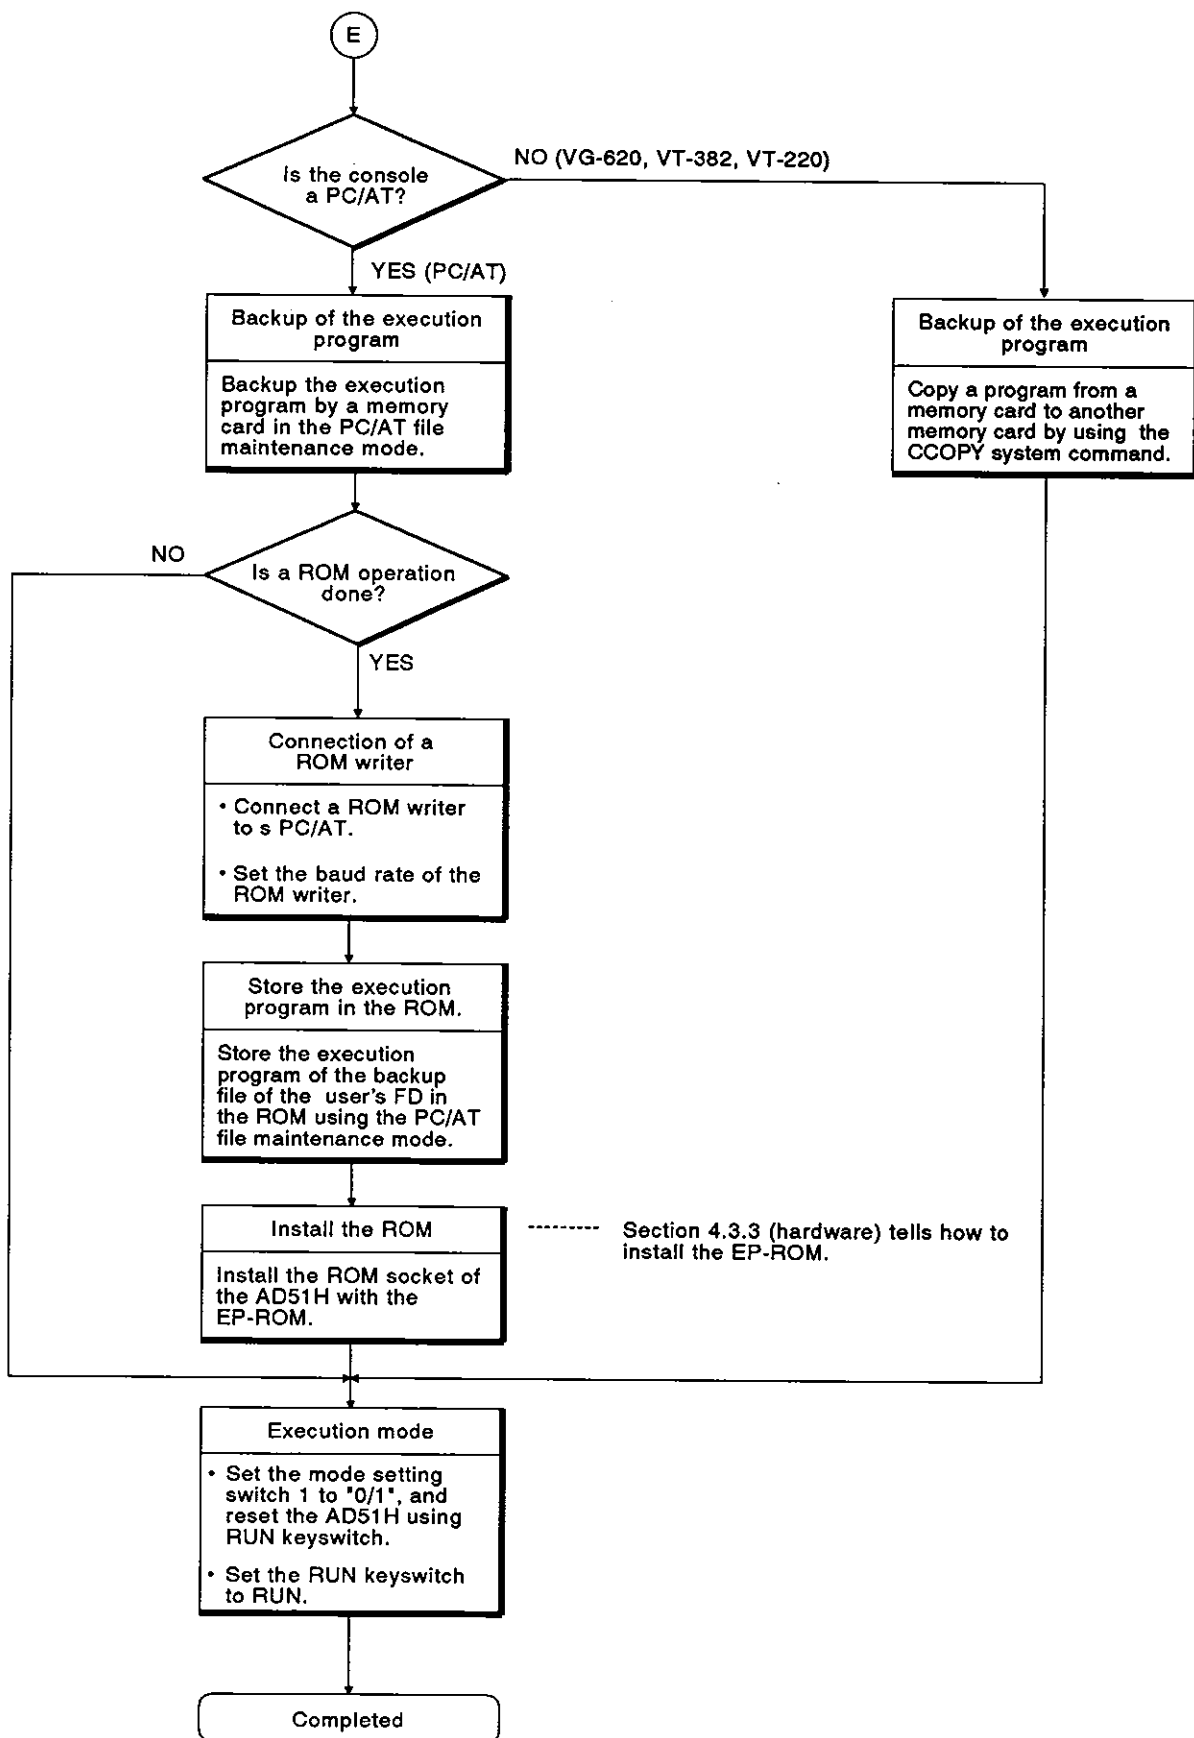 E
Is the console
a PC/AT?
NO (VG-620, VT-382, VT-220)
YES (PC/AT)
Backup of the execution
program
Backup the execution
program by a memory
card in the PC/AT file
maintenance mode.
Backup of the execution
program
Copy a program from a
memory card to another
memory card by using the
CCOPY system command.
NO
Is a ROM operation
done?
YES
Connection of a
ROM writer
• Connect a ROM writer
to s PC/AT.
• Set the baud rate of the
ROM writer.
Store the execution
program in the ROM.
Store the execution
program of the backup
file of the user's FD in
the ROM using the PC/AT
file maintenance mode.
Install the ROM
Install the ROM socket of
the AD51H with the
EP-ROM.
Section 4.3.3 (hardware) tells how to
install the EP-ROM.
Execution mode
• Set the mode setting
switch 1 to "0/1", and
reset the AD51H using
RUN keyswitch.
• Set the RUN keyswitch
to RUN.
Completed